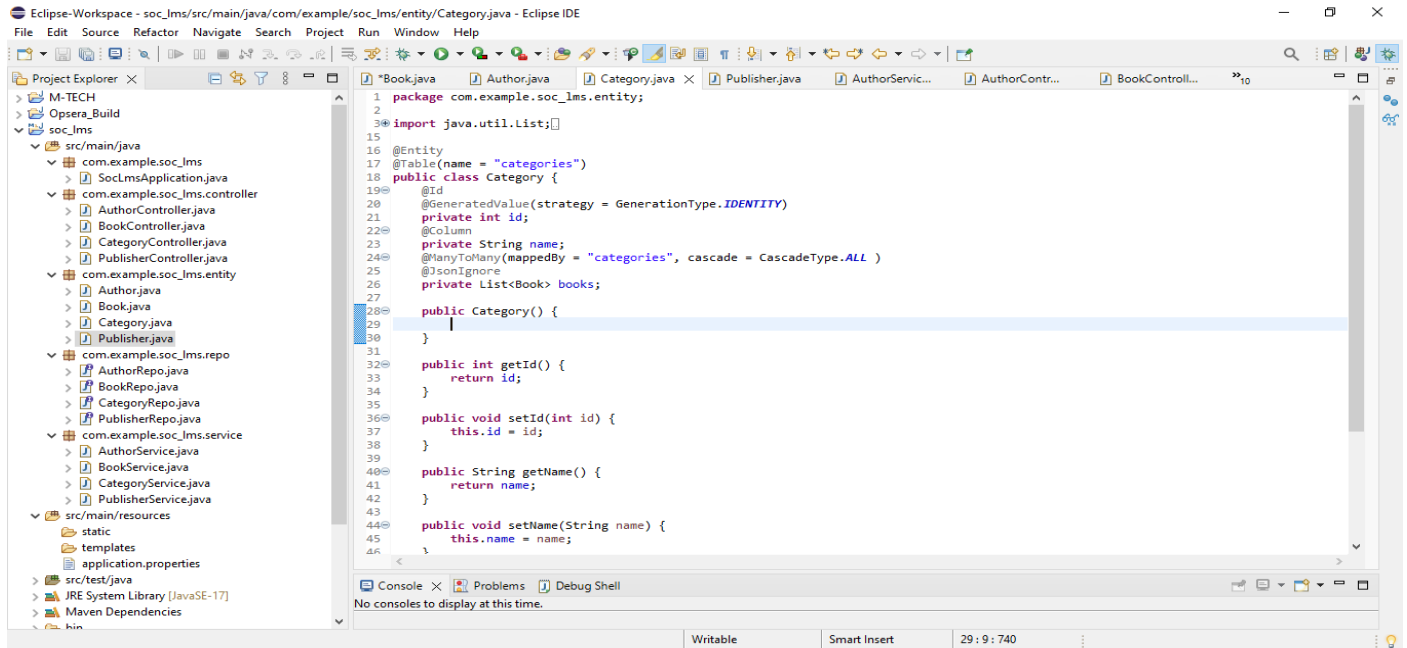 Eclipse-Workspace - soc_lms/src/main/java/com/example/soc_lms/entity/Category.java - Eclipse IDE
File Edit Source Refactor Navigate Search Project Run Window Help
Project Explorer
*Book.java Author.java Category.java Publisher.java AuthorServic... AuthorContr... BookControll... »10
M-TECH
Opsera_Build
soc_lms
src/main/java
com.example.soc_lms
SocLmsApplication.java
com.example.soc_lms.controller
AuthorController.java
BookController.java
CategoryController.java
PublisherController.java
com.example.soc_lms.entity
Author.java
Book.java
Category.java
Publisher.java
com.example.soc_lms.repo
AuthorRepo.java
BookRepo.java
CategoryRepo.java
PublisherRepo.java
com.example.soc_lms.service
AuthorService.java
BookService.java
CategoryService.java
PublisherService.java
src/main/resources
static
templates
application.properties
src/test/java
JRE System Library [JavaSE-17]
Maven Dependencies
bin
1 package com.example.soc_lms.entity;
2
3 import java.util.List;
15
16 @Entity
17 @Table(name = "categories")
18 public class Category {
19 @Id
20 @GeneratedValue(strategy = GenerationType.IDENTITY)
21 private int id;
22 @Column
23 private String name;
24 @ManyToMany(mappedBy = "categories", cascade = CascadeType.ALL )
25 @JsonIgnore
26 private List<Book> books;
27
28 public Category() {
29
30 }
31
32 public int getId() {
33 return id;
34 }
35
36 public void setId(int id) {
37 this.id = id;
38 }
39
40 public String getName() {
41 return name;
42 }
43
44 public void setName(String name) {
45 this.name = name;
46 }
Console Problems Debug Shell
No consoles to display at this time.
Writable Smart Insert 29 : 9 : 740